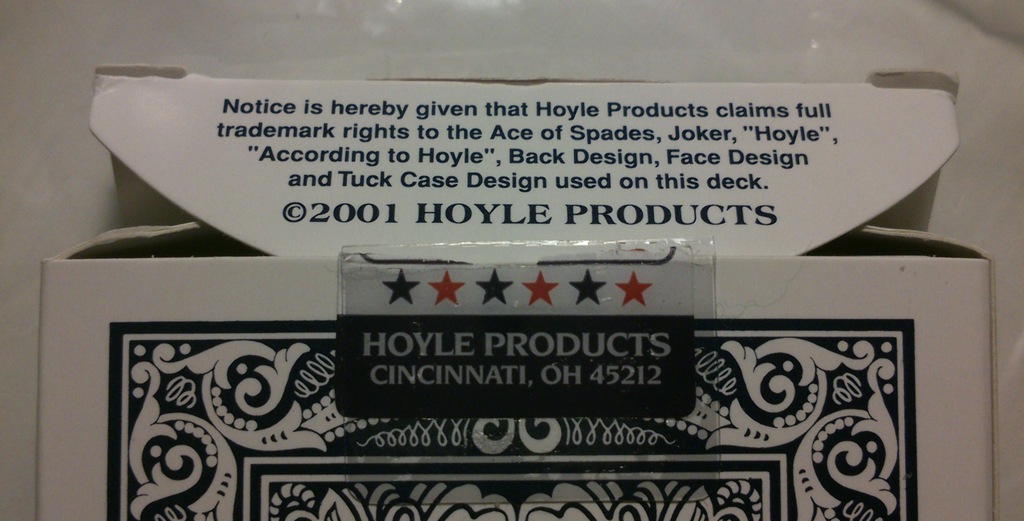 Notice is hereby given that Hoyle Products claims full
trademark rights to the Ace of Spades, Joker, "Hoyle",
"According to Hoyle", Back Design, Face Design
and Tuck Case Design used on this deck.
©2001 HOYLE PRODUCTS
HOYLE PRODUCTS
CINCINNATI, OH 45212